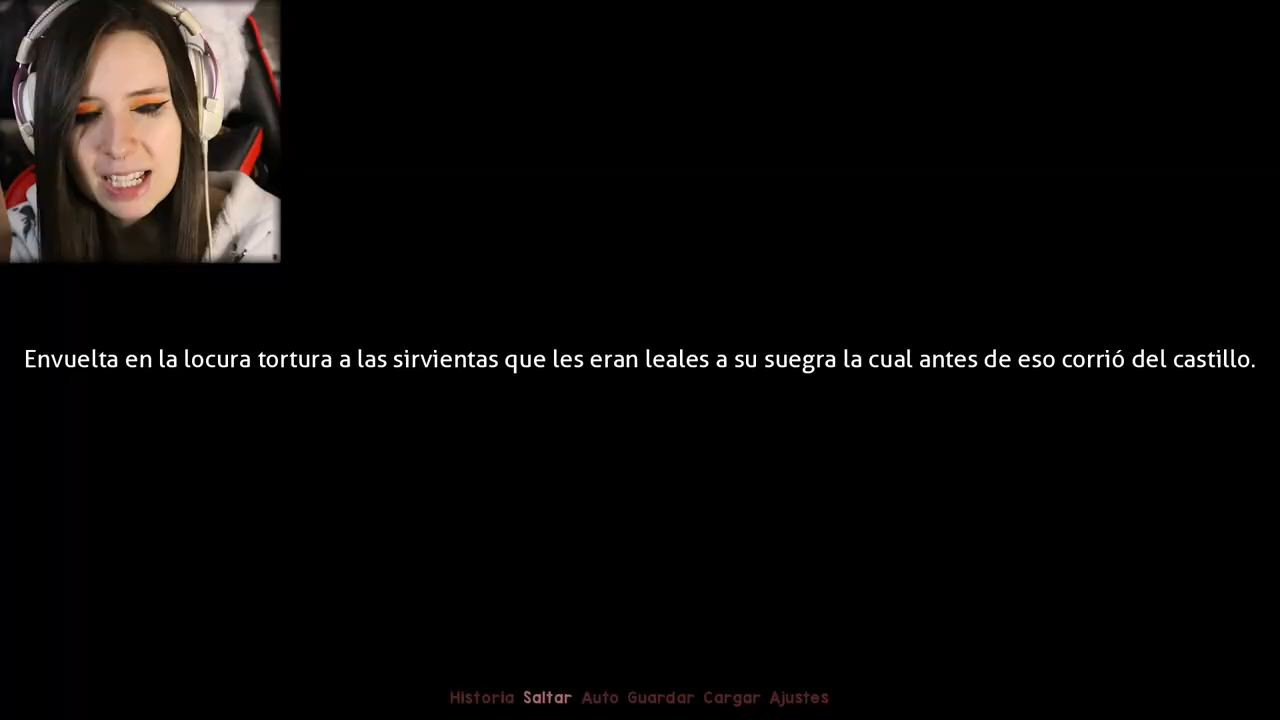 Envuelta en la locura tortura a las sirvientas que les eran leales a su suegra la cual antes de eso corrió del castillo.
Historia Saltar Auto Guardar Cargar Ajustes